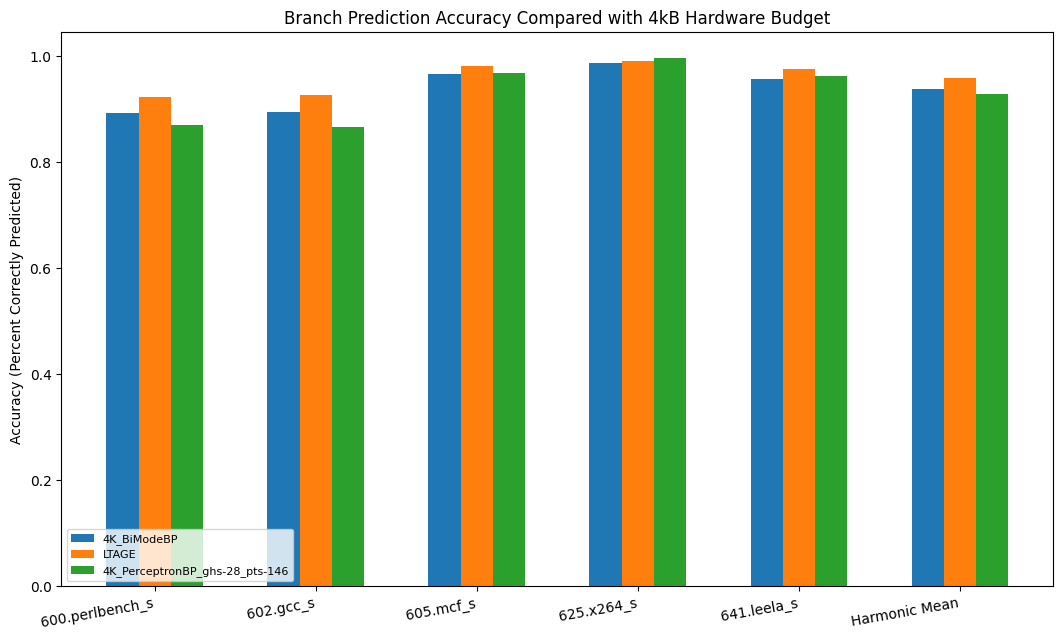 Branch Prediction Accuracy Compared with 4kB Hardware Budget
Accuracy (Percent Correctly Predicted)
1.0
0.8
0.6
0.4
0.2
0.0
4K_BiModeBP
LTAGE
4K_PerceptronBP_ghs-28_pts-146
600.perlbench_s
602.gcc_s
605.mcf_s
625.x264_s
641.leela_s
Harmonic Mean